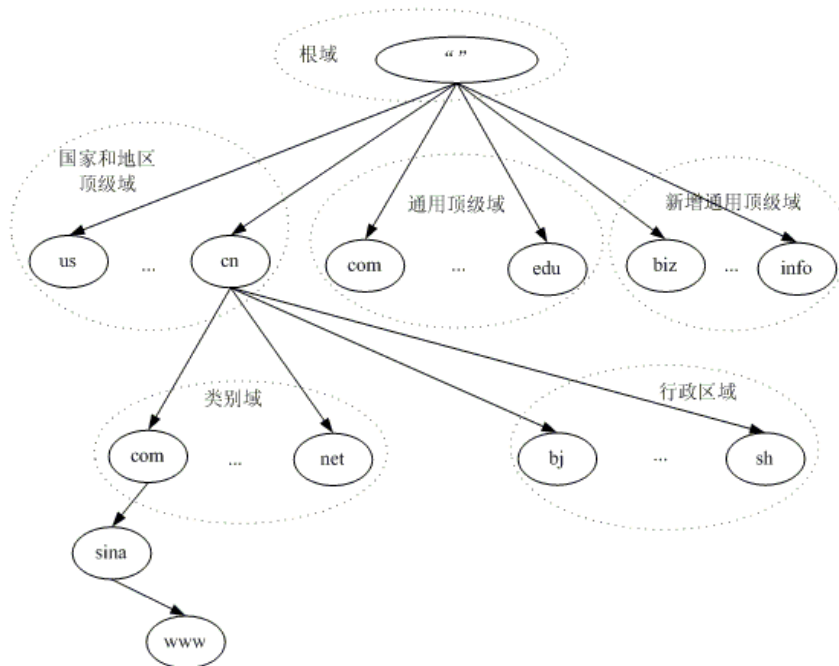 根域
“ ”
国家和地区
顶级域
通用顶级域
新增通用顶级域
us
...
cn
com
...
edu
biz
...
info
类别域
行政区域
com
...
net
bj
...
sh
sina
www